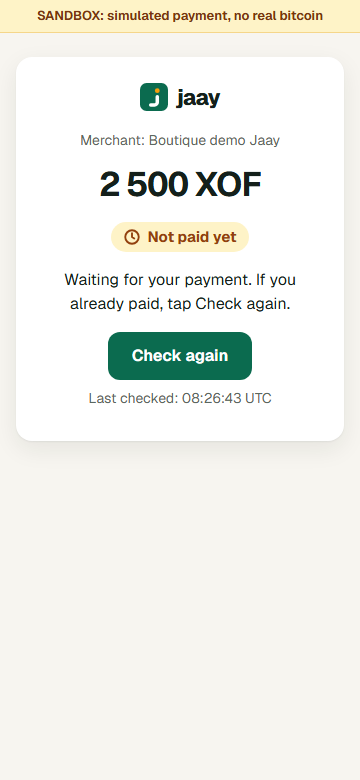 SANDBOX: simulated payment, no real bitcoin
jaay
Merchant: Boutique demo Jaay
2 500 XOF
Not paid yet
Waiting for your payment. If you
already paid, tap Check again.
Check again
Last checked: 08:26:43 UTC